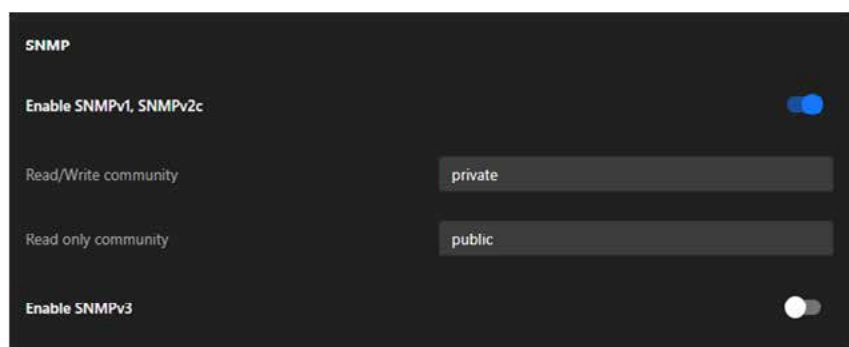 SNMP
Enable SNMPv1, SNMPv2c
Read/Write community private
Read only community public
Enable SNMPv3